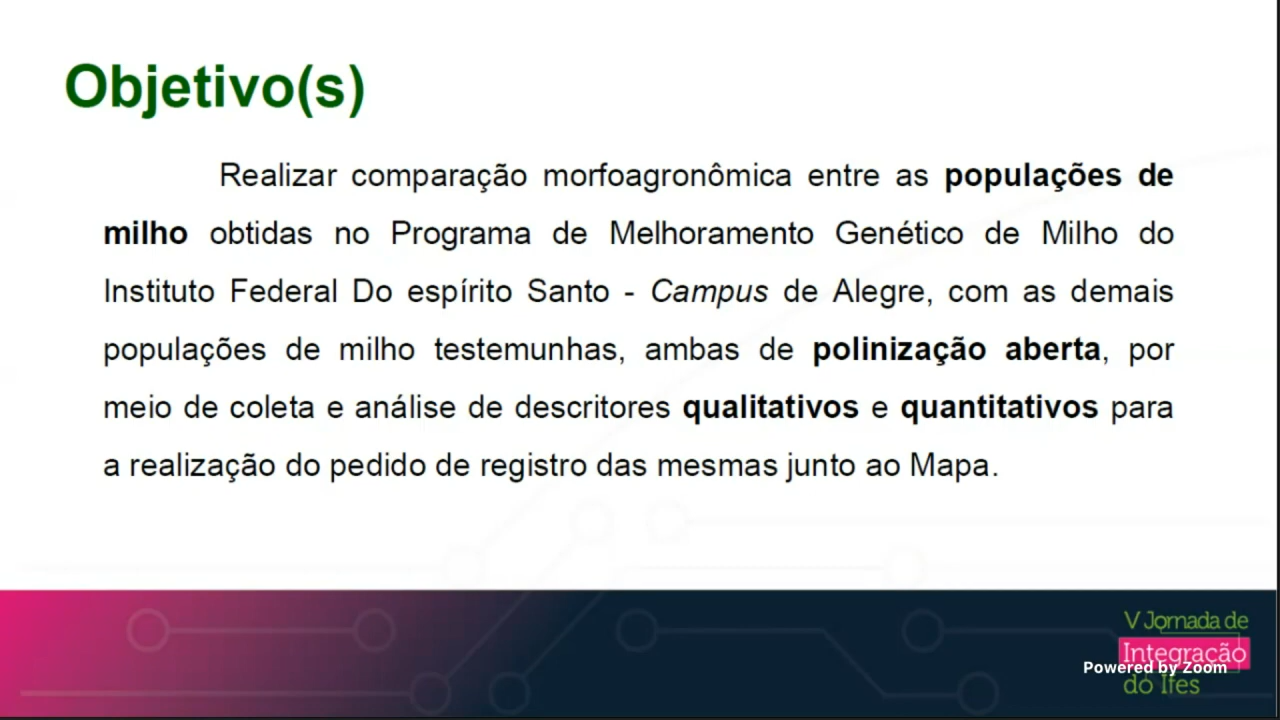 Objetivo(s)
Realizar comparação morfoagronômica entre as populações de
milho obtidas no Programa de Melhoramento Genético de Milho do
Instituto Federal Do espírito Santo - Campus de Alegre, com as demais
populações de milho testemunhas, ambas de polinização aberta, por
meio de coleta e análise de descritores qualitativos e quantitativos para
a realização do pedido de registro das mesmas junto ao Mapa.
V Jornada de
Integração
Powered by Zoom
do Ifes